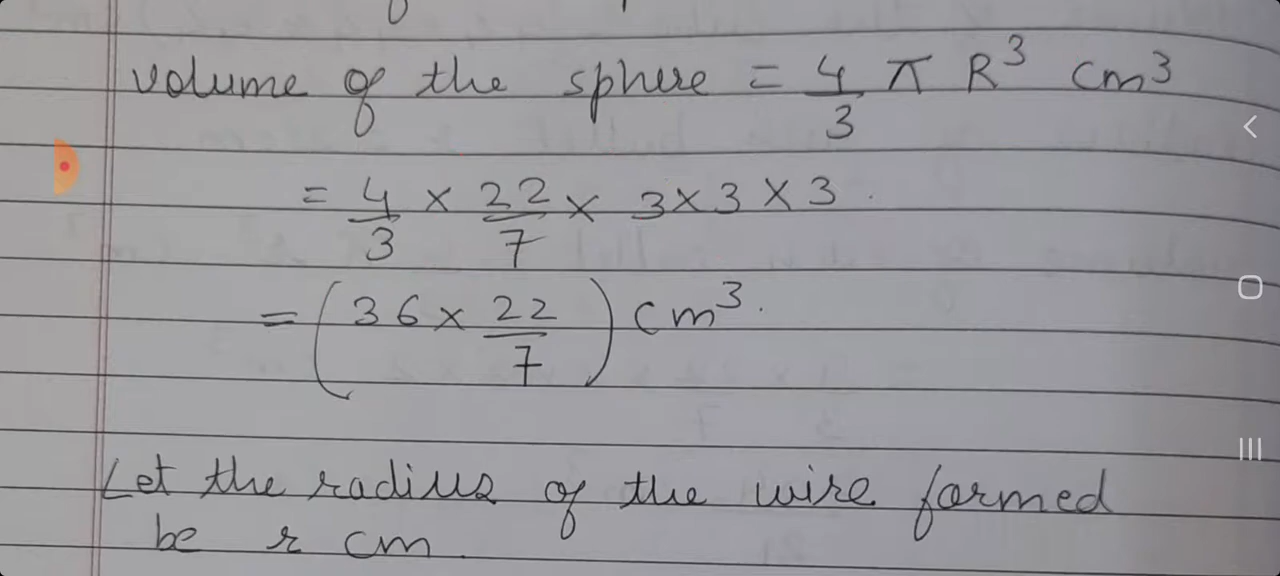 volume of the sphere = 4/3 π R³ cm³
= 4/3 × 22/7 × 3×3×3.
= (36 × 22/7) cm³.
Let the radius of the wire formed
be r cm.